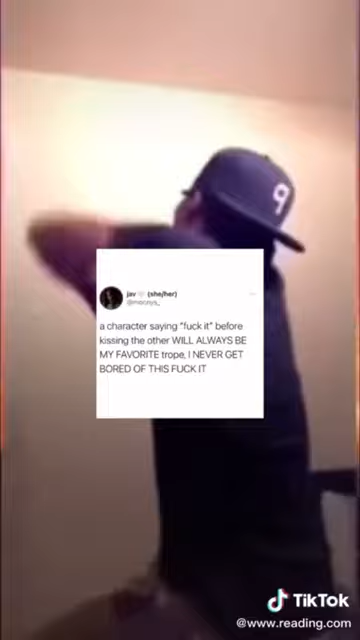 9
jav (she/her)
a character saying "fuck it" before
kissing the other WILL ALWAYS BE
MY FAVORITE trope, I NEVER GET
BORED OF THIS FUCK IT
TikTok
@www.reading.com